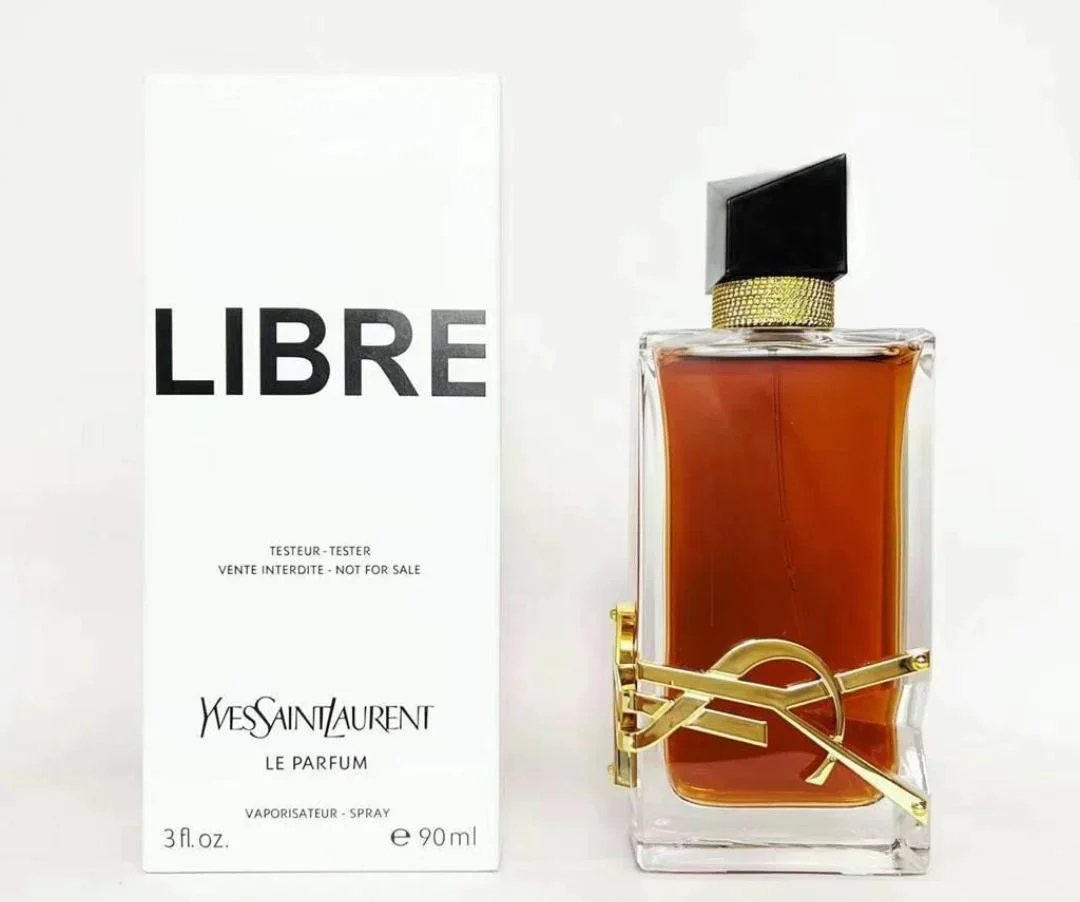 LIBRE
TESTEUR - TESTER
VENTE INTERDITE - NOT FOR SALE
YVESSAINTLAURENT
LE PARFUM
VAPORISATEUR - SPRAY
3 fl. oz. ℮ 90 ml